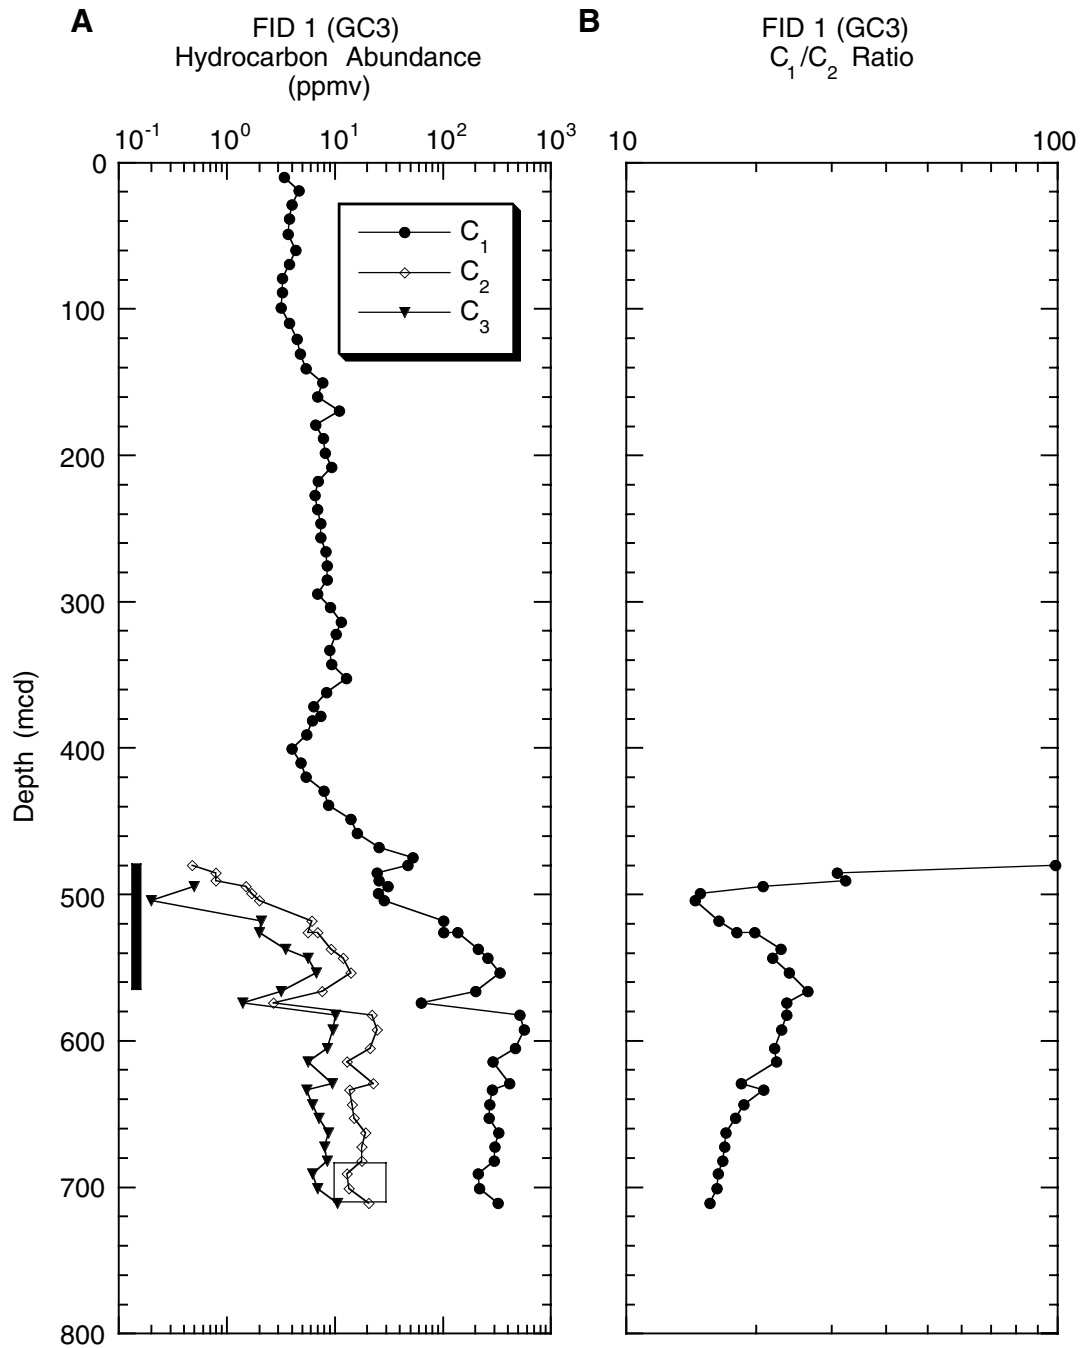 A
FID 1 (GC3)
Hydrocarbon Abundance
(ppmv)
10⁻¹ 10⁰ 10¹ 10² 10³
0
100
200
300
400
500
600
700
800
Depth (mcd)
C₁
C₂
C₃
B
FID 1 (GC3)
C₁/C₂ Ratio
10 100